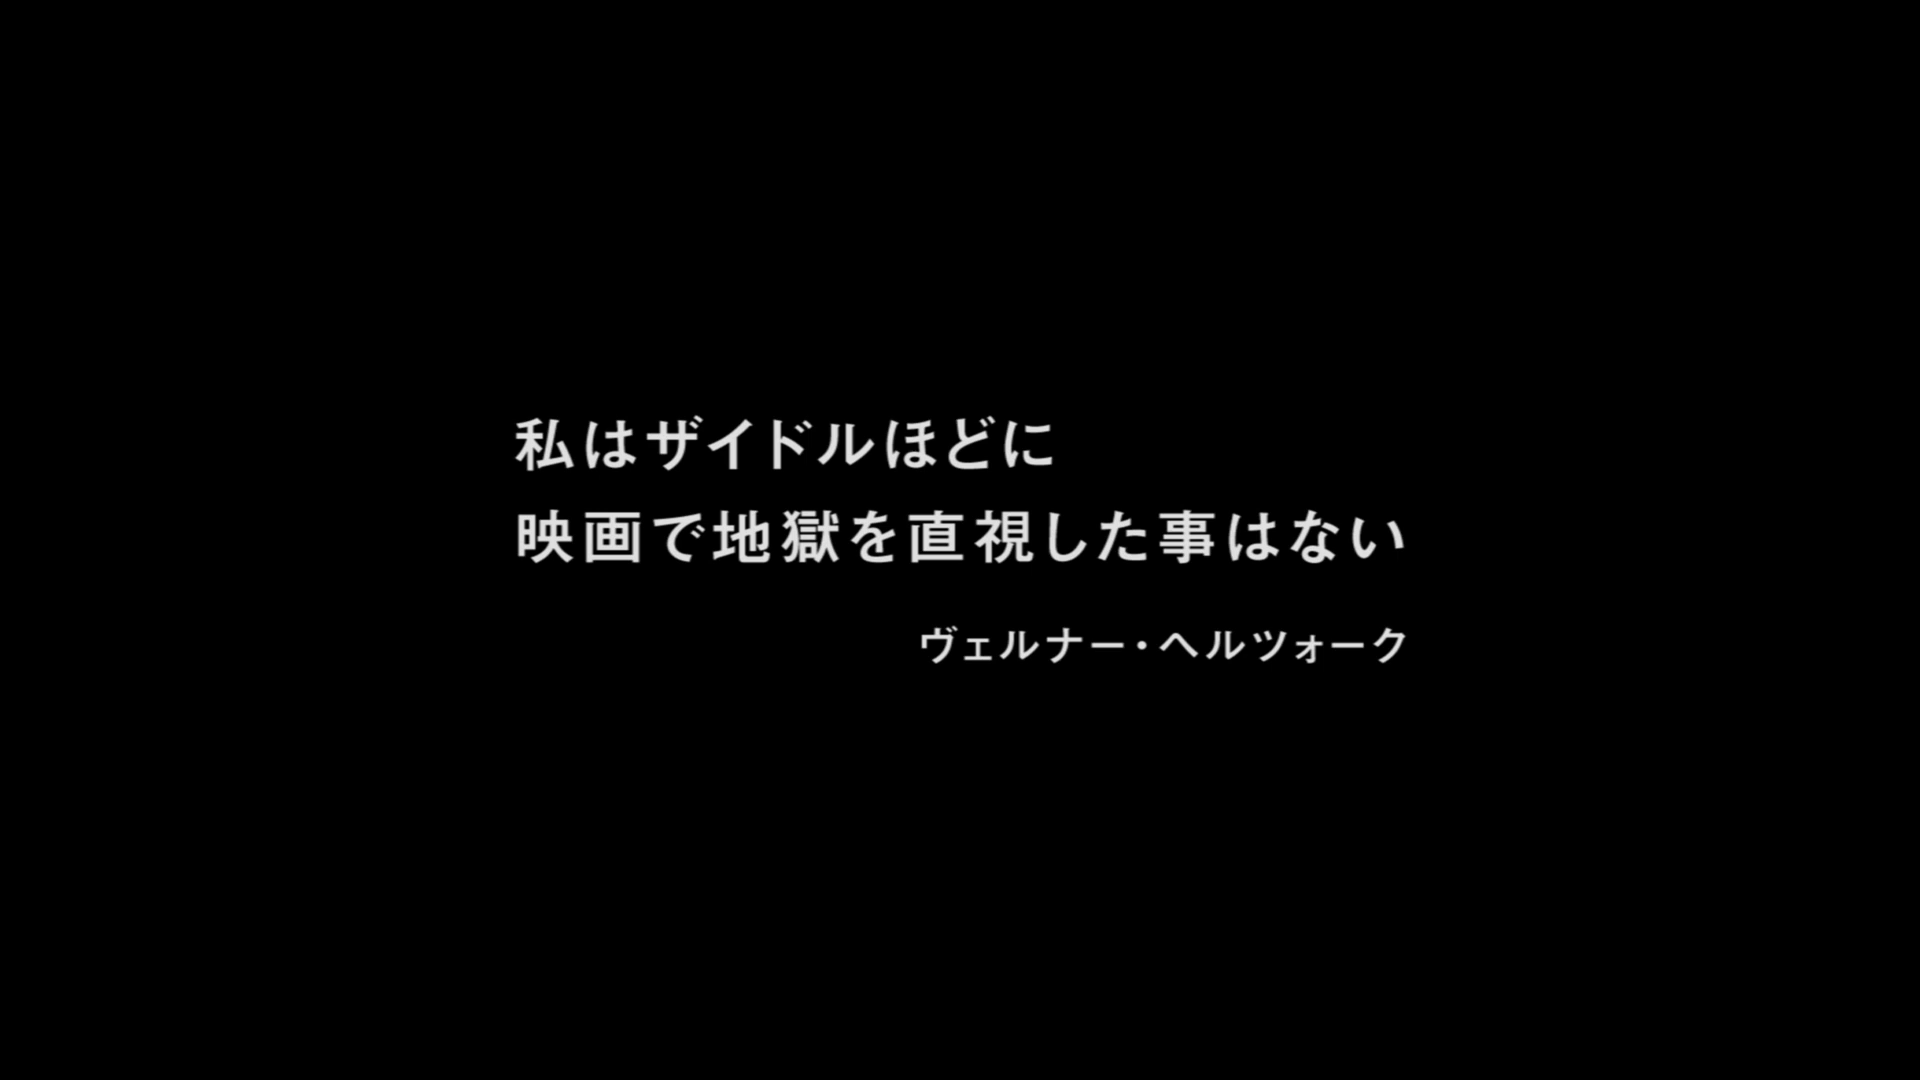 私はザイドルほどに
映画で地獄を直視した事はない
ヴェルナー・ヘルツォーク